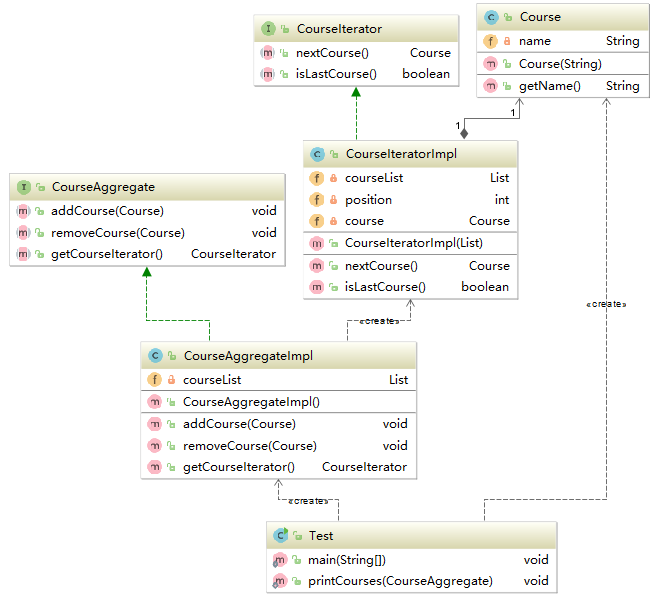 CourseIterator
nextCourse() Course
isLastCourse() boolean
Course
name String
Course(String)
getName() String
1
1
CourseIteratorImpl
courseList List
position int
course Course
CourseIteratorImpl(List)
nextCourse() Course
isLastCourse() boolean
CourseAggregate
addCourse(Course) void
removeCourse(Course) void
getCourseIterator() CourseIterator
«create»
«create»
CourseAggregateImpl
courseList List
CourseAggregateImpl()
addCourse(Course) void
removeCourse(Course) void
getCourseIterator() CourseIterator
«create»
Test
main(String[]) void
printCourses(CourseAggregate) void